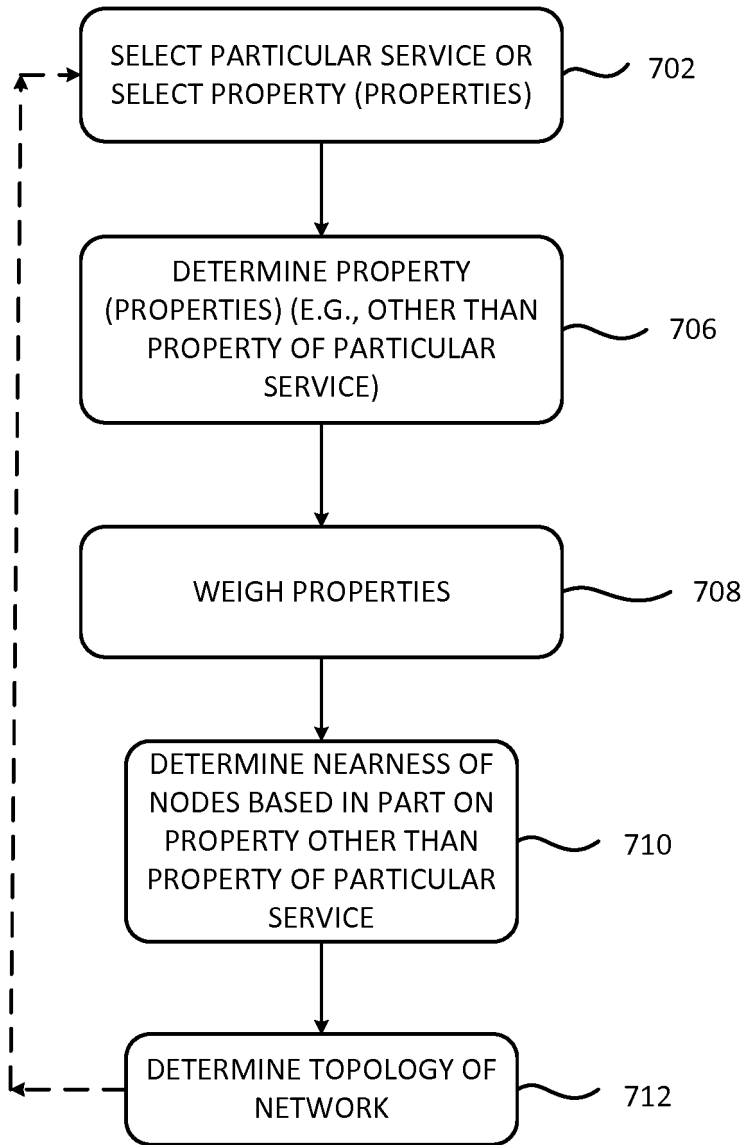 SELECT PARTICULAR SERVICE OR
SELECT PROPERTY (PROPERTIES)
702
DETERMINE PROPERTY
(PROPERTIES) (E.G., OTHER THAN
PROPERTY OF PARTICULAR
SERVICE)
706
WEIGH PROPERTIES
708
DETERMINE NEARNESS OF
NODES BASED IN PART ON
PROPERTY OTHER THAN
PROPERTY OF PARTICULAR
SERVICE
710
DETERMINE TOPOLOGY OF
NETWORK
712